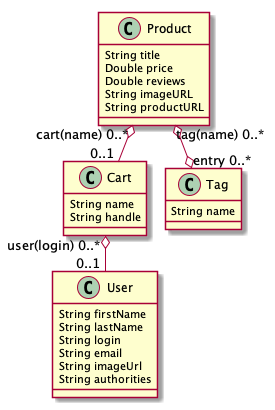 C Product
String title
Double price
Double reviews
String imageURL
String productURL
cart(name) 0..*
tag(name) 0..*
0..1
entry 0..*
C Cart
String name
String handle
C Tag
String name
user(login) 0..*
0..1
C User
String firstName
String lastName
String login
String email
String imageUrl
String authorities